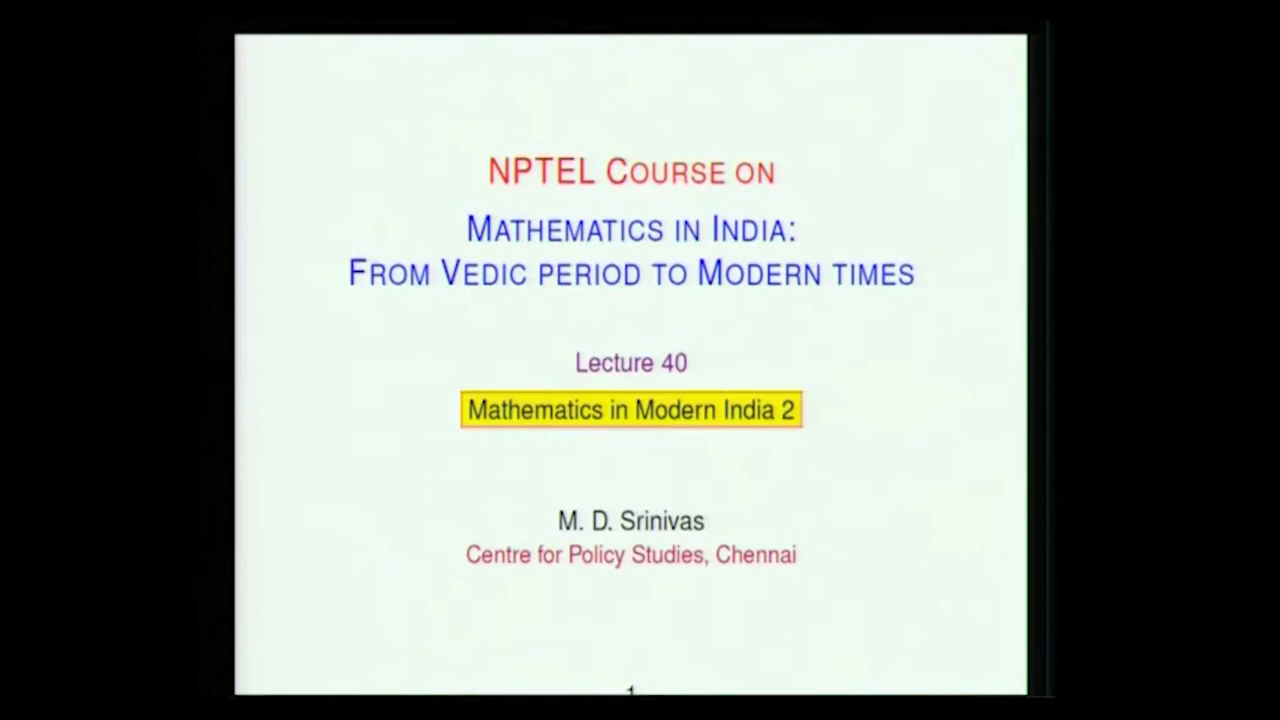 NPTEL COURSE ON
MATHEMATICS IN INDIA:
FROM VEDIC PERIOD TO MODERN TIMES
Lecture 40
Mathematics in Modern India 2
M. D. Srinivas
Centre for Policy Studies, Chennai
1